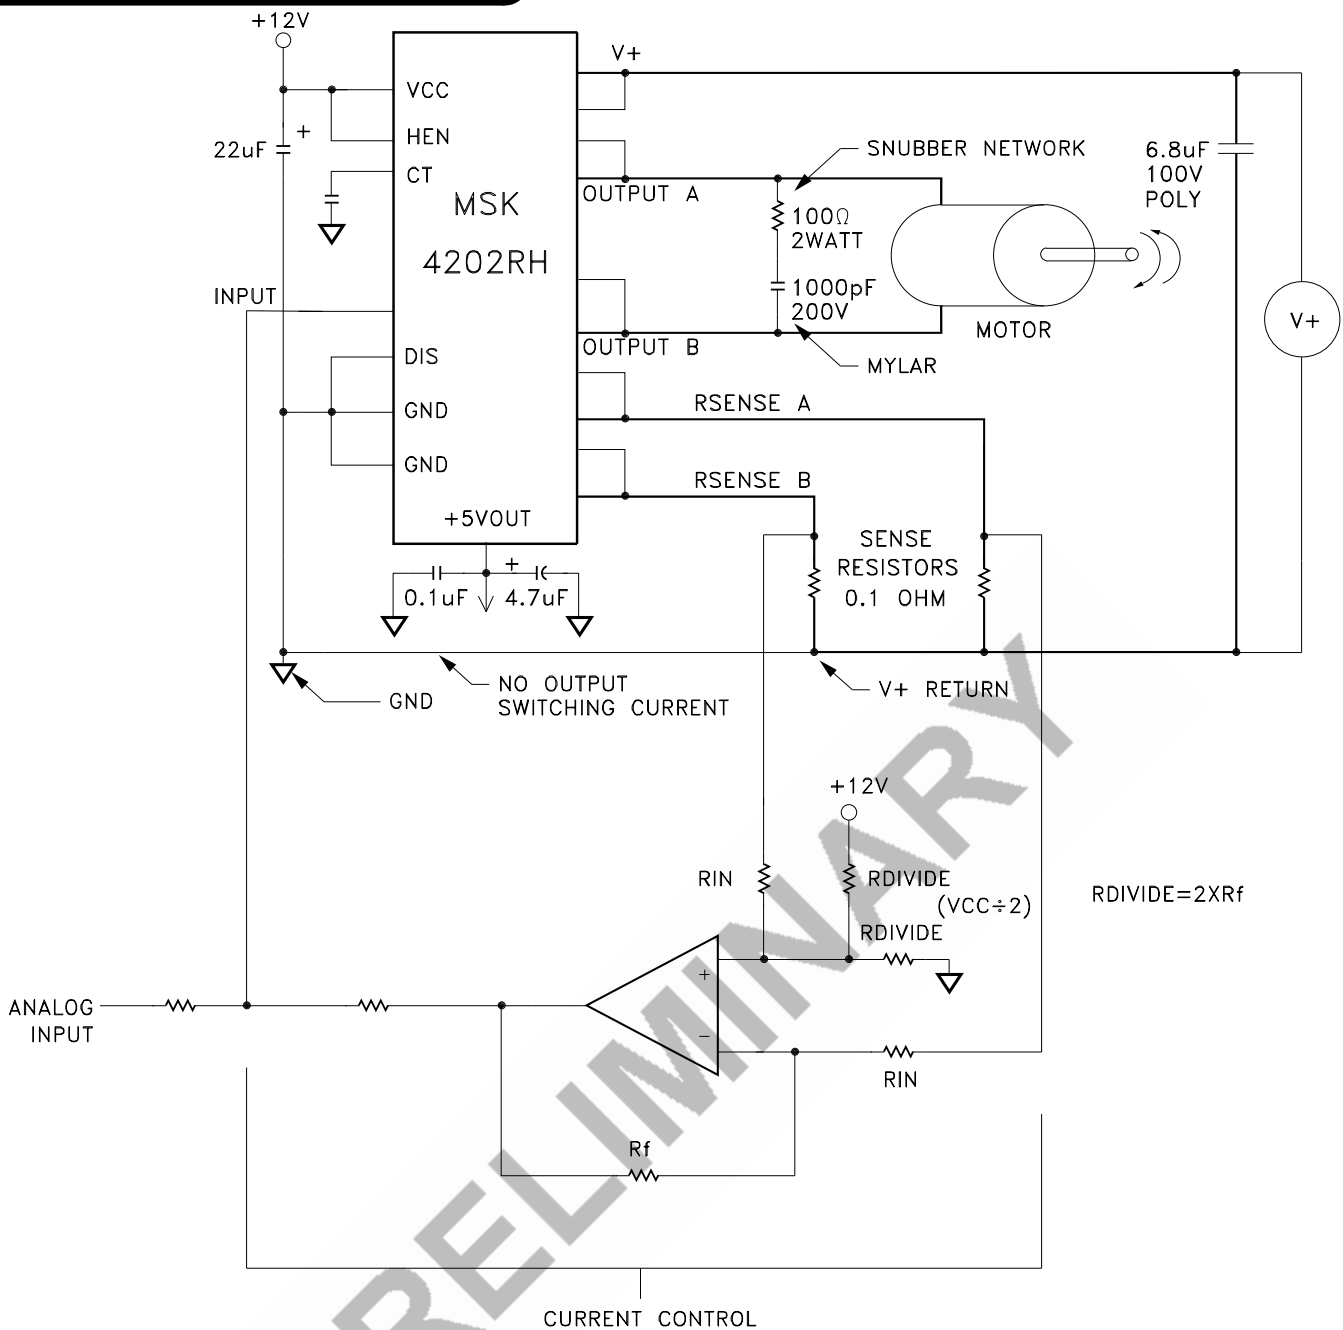 +12V
V+
VCC
HEN
+
22uF
CT
MSK
4202RH
OUTPUT A
SNUBBER NETWORK
100Ω
2WATT
1000pF
200V
6.8uF
100V
POLY
INPUT
MOTOR
V+
OUTPUT B
MYLAR
DIS
GND
GND
RSENSE A
RSENSE B
+5VOUT
+
0.1uF
4.7uF
SENSE
RESISTORS
0.1 OHM
GND
NO OUTPUT
SWITCHING CURRENT
V+ RETURN
+12V
RIN
RDIVIDE
(VCC÷2)
RDIVIDE
RDIVIDE=2XRf
+
−
ANALOG
INPUT
RIN
Rf
CURRENT CONTROL
PRELIMINARY